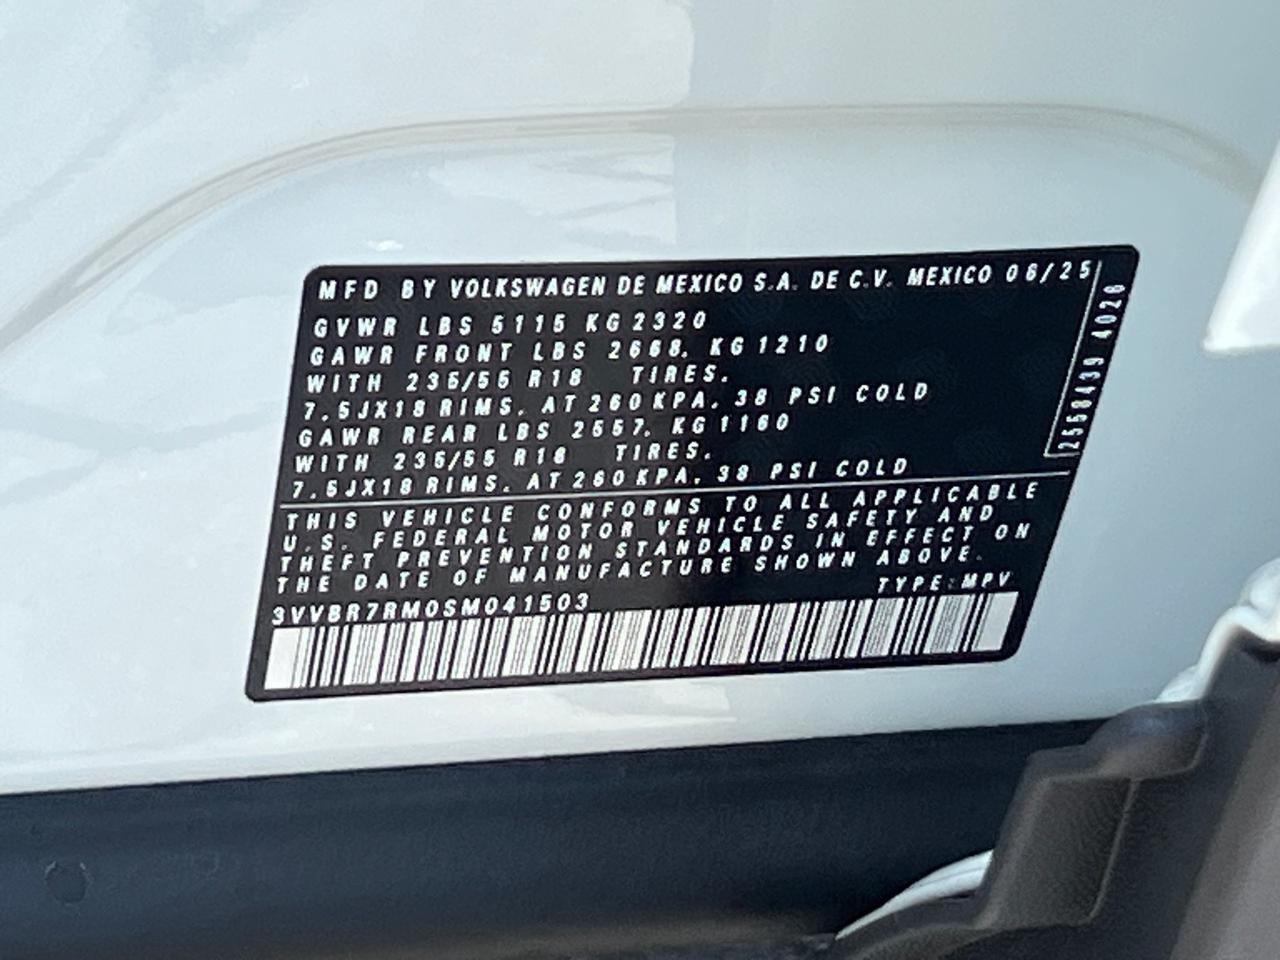 MFD BY VOLKSWAGEN DE MEXICO S.A. DE C.V. MEXICO 06/25
GVWR LBS 5115 KG 2320
GAWR FRONT LBS 2668. KG 1210
WITH 235/55 R18 TIRES.
7.5JX18 RIMS. AT 260 KPA. 38 PSI COLD
GAWR REAR LBS 2557. KG 1160
WITH 235/55 R18 TIRES.
7.5JX18 RIMS. AT 260 KPA. 38 PSI COLD
2558439 4028
THIS VEHICLE CONFORMS TO ALL APPLICABLE
U.S. FEDERAL MOTOR VEHICLE SAFETY AND
THEFT PREVENTION STANDARDS IN EFFECT ON
THE DATE OF MANUFACTURE SHOWN ABOVE.
TYPE: MPV
3VVBR7RM0SM041503